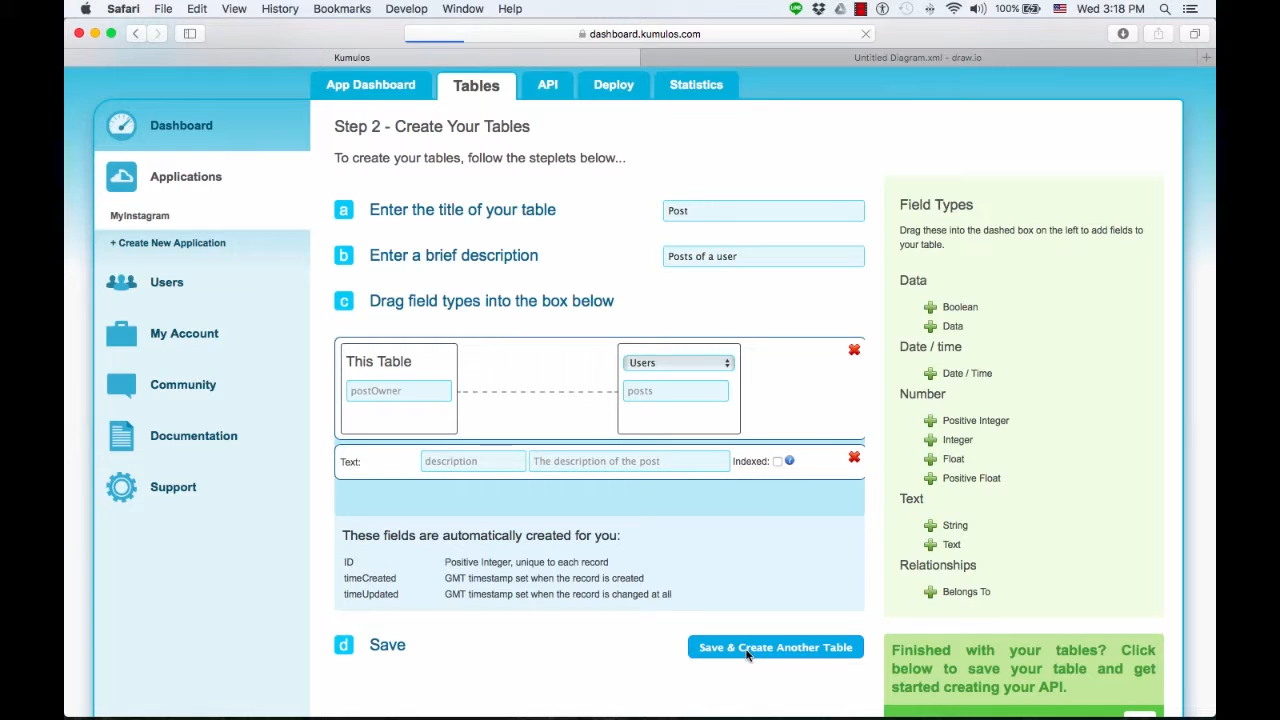 Safari File Edit View History Bookmarks Develop Window Help 100% Wed 3:18 PM
dashboard.kumulos.com
Kumulos Untitled Diagram.xml - draw.io
App Dashboard Tables API Deploy Statistics
Dashboard
Applications
MyInstagram
+ Create New Application
Users
My Account
Community
Documentation
Support
Step 2 - Create Your Tables
To create your tables, follow the steplets below...
a Enter the title of your table Post
b Enter a brief description Posts of a user
c Drag field types into the box below
This Table Users
postOwner posts
Text: description The description of the post Indexed: ?
These fields are automatically created for you:
ID Positive Integer, unique to each record
timeCreated GMT timestamp set when the record is created
timeUpdated GMT timestamp set when the record is changed at all
d Save Save & Create Another Table
Field Types
Drag these into the dashed box on the left to add fields to
your table.
Data
Boolean
Data
Date / time
Date / Time
Number
Positive Integer
Integer
Float
Positive Float
Text
String
Text
Relationships
Belongs To
Finished with your tables? Click
below to save your table and get
started creating your API.